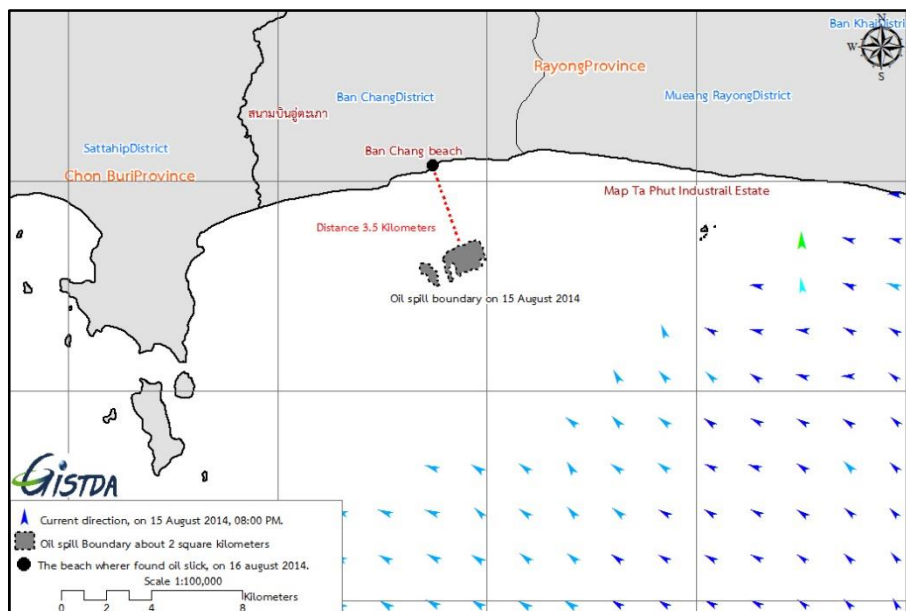 N
W
E
S
Ban KhaiDistri
RayongProvince
Ban ChangDistrict
Mueang RayongDistrict
สนามบินอู่ตะเภา
SattahipDistrict
Ban Chang beach
Chon BuriProvince
Map Ta Phut Industrail Estate
Distance 3.5 Kilometers
Oil spill boundary on 15 August 2014
GISTDA
Current direction, on 15 August 2014, 08:00 PM.
Oil spill Boundary about 2 square kilometers
The beach wherer found oil slick, on 16 august 2014.
Scale 1:100,000
Kilometers
0 2 4 8